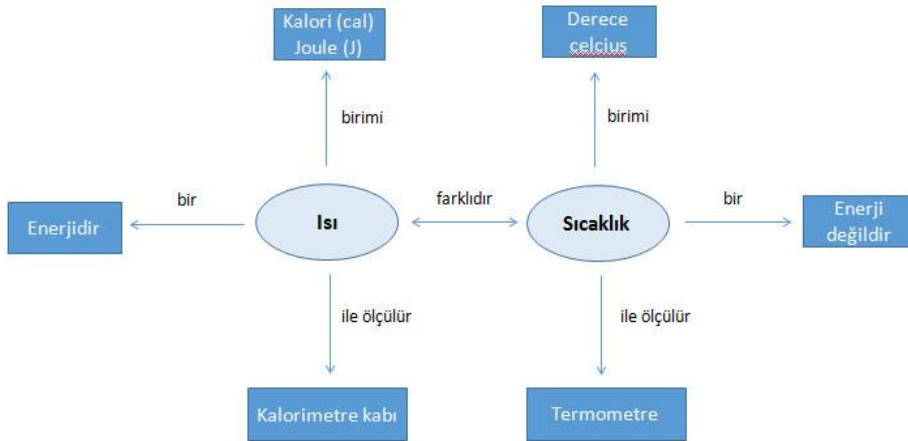 Kalori (cal)
Joule (J)
Derece
celcius
birimi
birimi
bir
farklıdır
bir
Enerjidir
Isı
Sıcaklık
Enerji
değildir
ile ölçülür
ile ölçülür
Kalorimetre kabı
Termometre